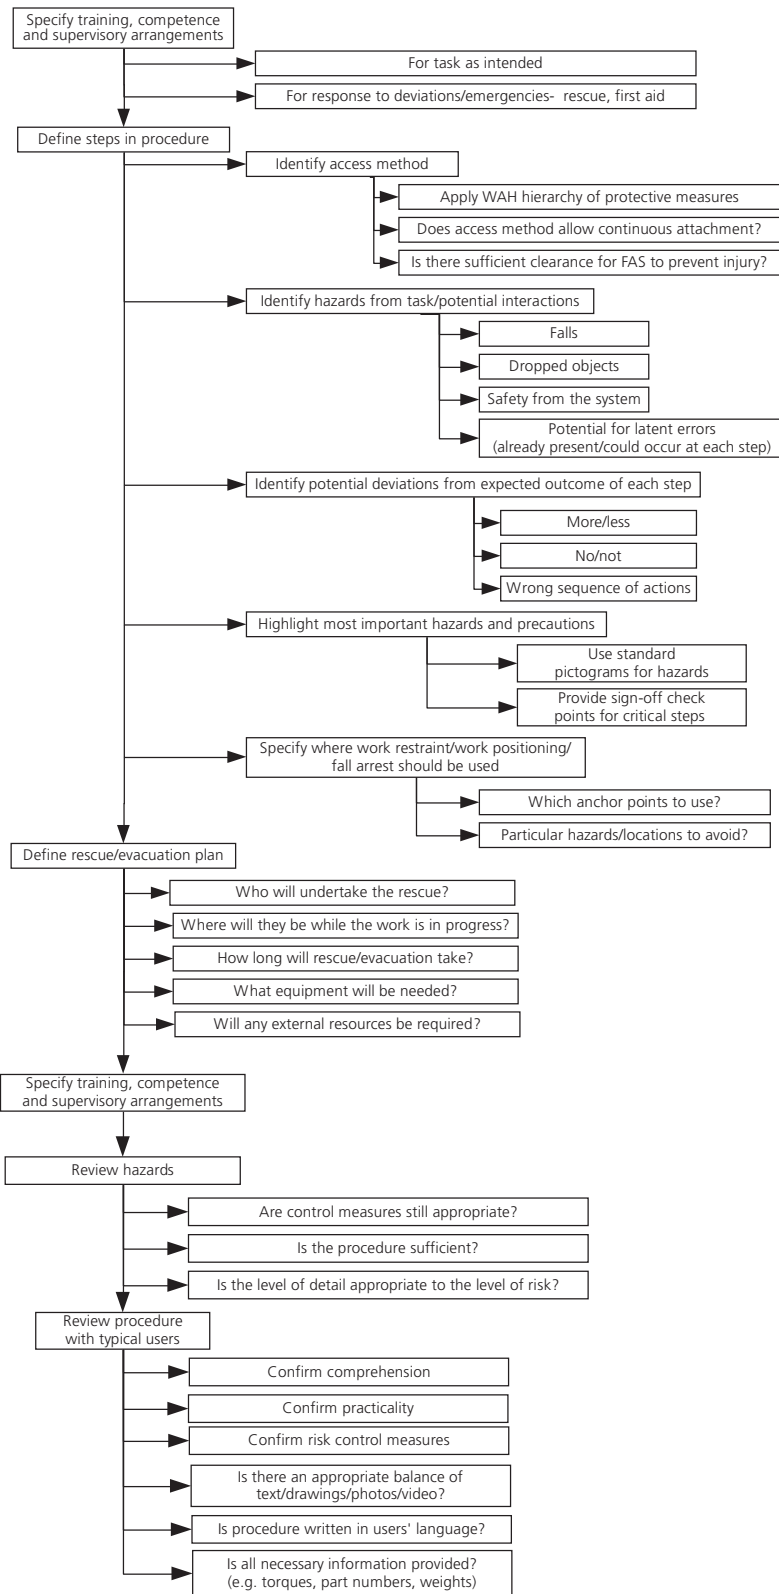 Specify training, competence
and supervisory arrangements
For task as intended
For response to deviations/emergencies- rescue, first aid
Define steps in procedure
Identify access method
Apply WAH hierarchy of protective measures
Does access method allow continuous attachment?
Is there sufficient clearance for FAS to prevent injury?
Identify hazards from task/potential interactions
Falls
Dropped objects
Safety from the system
Potential for latent errors
(already present/could occur at each step)
Identify potential deviations from expected outcome of each step
More/less
No/not
Wrong sequence of actions
Highlight most important hazards and precautions
Use standard
pictograms for hazards
Provide sign-off check
points for critical steps
Specify where work restraint/work positioning/
fall arrest should be used
Which anchor points to use?
Particular hazards/locations to avoid?
Define rescue/evacuation plan
Who will undertake the rescue?
Where will they be while the work is in progress?
How long will rescue/evacuation take?
What equipment will be needed?
Will any external resources be required?
Specify training, competence
and supervisory arrangements
Review hazards
Are control measures still appropriate?
Is the procedure sufficient?
Is the level of detail appropriate to the level of risk?
Review procedure
with typical users
Confirm comprehension
Confirm practicality
Confirm risk control measures
Is there an appropriate balance of
text/drawings/photos/video?
Is procedure written in users' language?
Is all necessary information provided?
(e.g. torques, part numbers, weights)